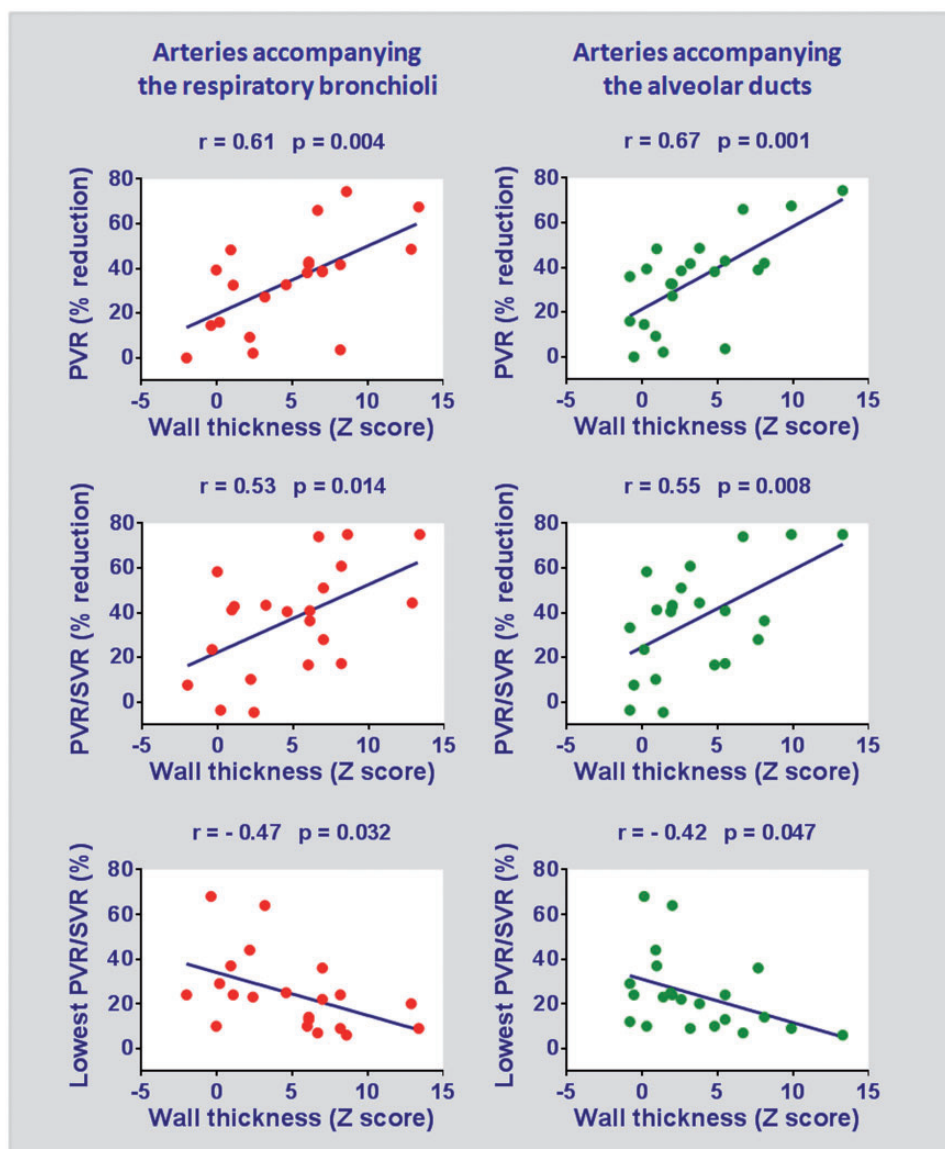 Arteries accompanying
the respiratory bronchioli
Arteries accompanying
the alveolar ducts
r = 0.61 p = 0.004
PVR (% reduction)
80
60
40
20
0
-5 0 5 10 15
Wall thickness (Z score)
r = 0.67 p = 0.001
PVR (% reduction)
80
60
40
20
0
-5 0 5 10 15
Wall thickness (Z score)
r = 0.53 p = 0.014
PVR/SVR (% reduction)
80
60
40
20
0
-5 0 5 10 15
Wall thickness (Z score)
r = 0.55 p = 0.008
PVR/SVR (% reduction)
80
60
40
20
0
-5 0 5 10 15
Wall thickness (Z score)
r = - 0.47 p = 0.032
Lowest PVR/SVR (%)
80
60
40
20
0
-5 0 5 10 15
Wall thickness (Z score)
r = - 0.42 p = 0.047
Lowest PVR/SVR (%)
80
60
40
20
0
-5 0 5 10 15
Wall thickness (Z score)